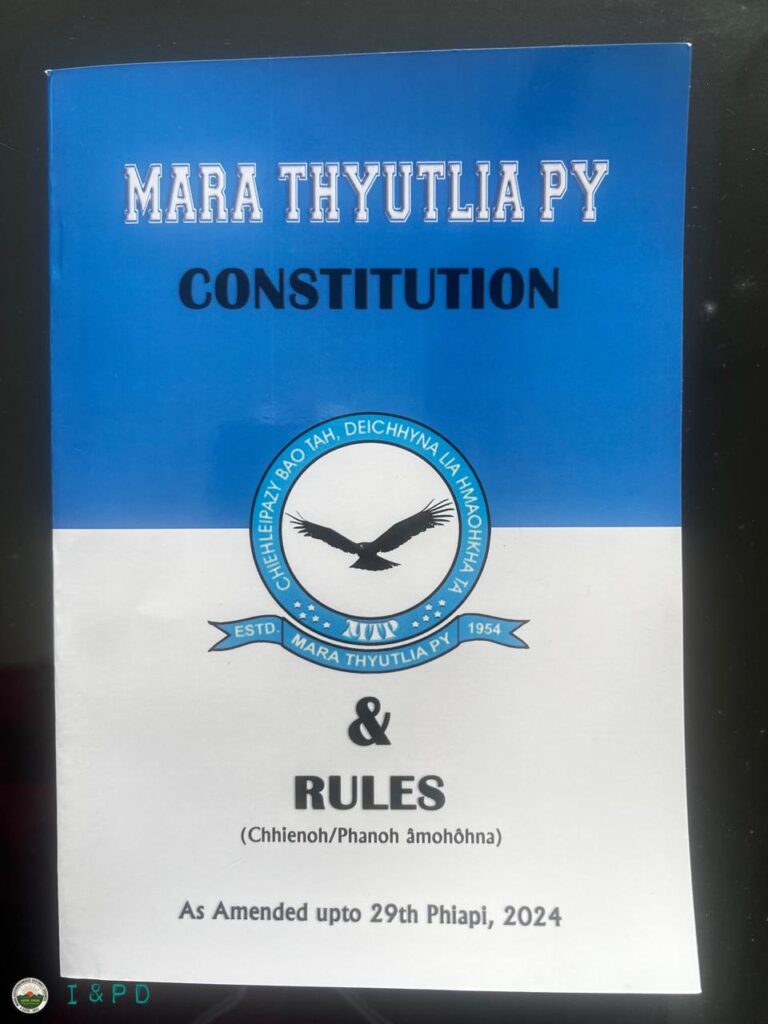 MARA THYUTLIA PY
CONSTITUTION
CHIEHLEIPAZY BAO TAH, DEICHHYNA LIA HMAOHKHA TA
MTP
ESTD.
MARA THYUTLIA PY
1954
&
RULES
(Chhienoh/Phanoh âmohôhna)
As Amended upto 29th Phiapi, 2024
I & P D